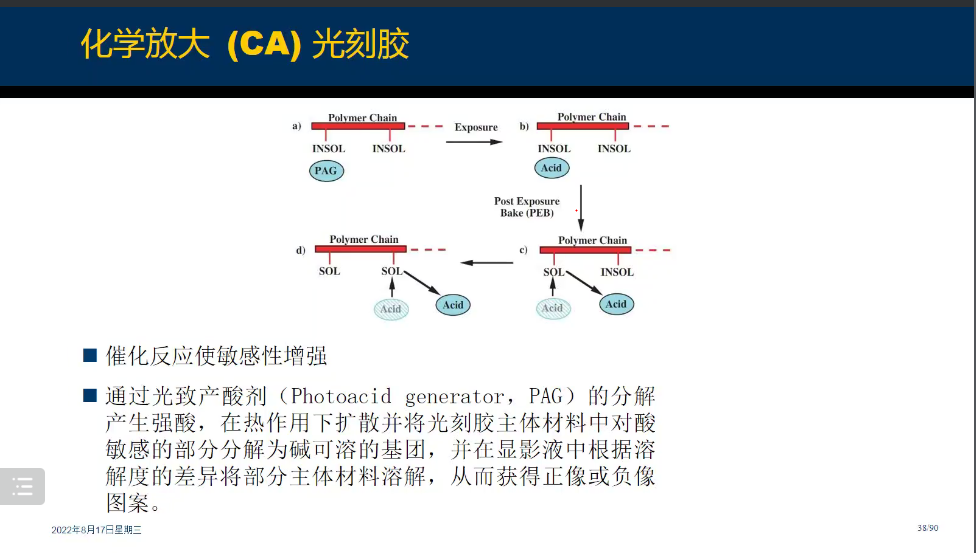 化学放大 (CA) 光刻胶
Polymer Chain
a)
INSOL INSOL
PAG
Exposure
Polymer Chain
b)
INSOL INSOL
Acid
Post Exposure
Bake (PEB)
Polymer Chain
d)
SOL SOL
Acid Acid
Polymer Chain
c)
SOL INSOL
Acid Acid
催化反应使敏感性增强
通过光致产酸剂（Photoacid generator，PAG）的分解
产生强酸，在热作用下扩散并将光刻胶主体材料中对酸
敏感的部分分解为碱可溶的基团，并在显影液中根据溶
解度的差异将部分主体材料溶解，从而获得正像或负像
图案。
2022年8月17日星期三
38/90